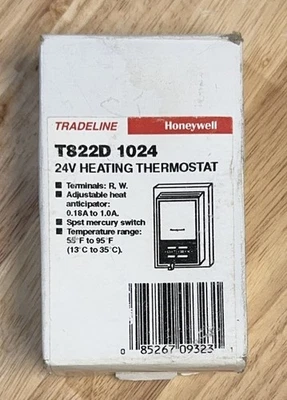 TRADELINE Honeywell
T822D 1024
24V HEATING THERMOSTAT
■ Terminals: R, W.
■ Adjustable heat
anticipator:
0.18A to 1.0A.
■ Spst mercury switch
■ Temperature range:
55°F to 95°F
(13°C to 35°C).
Honeywell
0 85267 09323 1